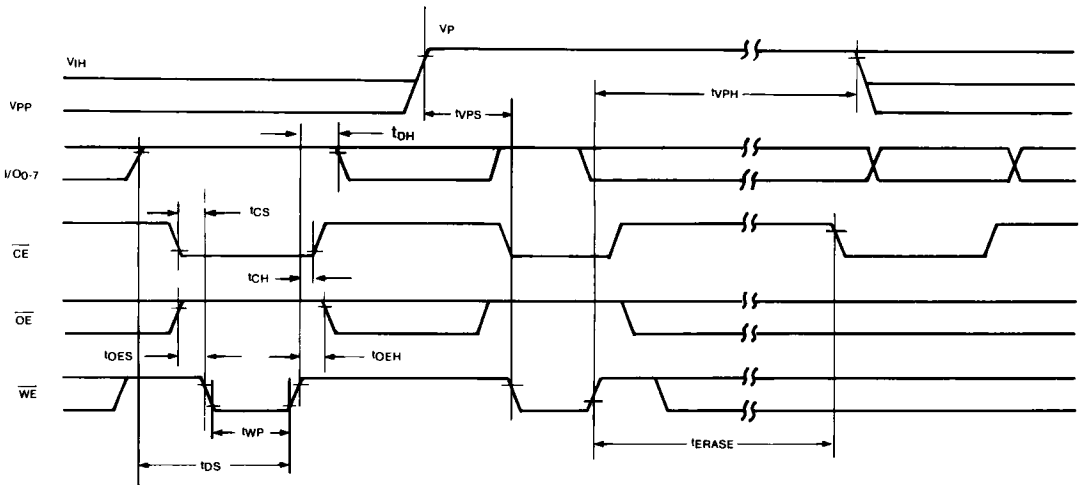 VP
VIH
tVPH
VPP
tVPS
tDH
I/O0-7
tCS
CE
tCH
OE
tOES
tOEH
WE
tWP
tERASE
tDS